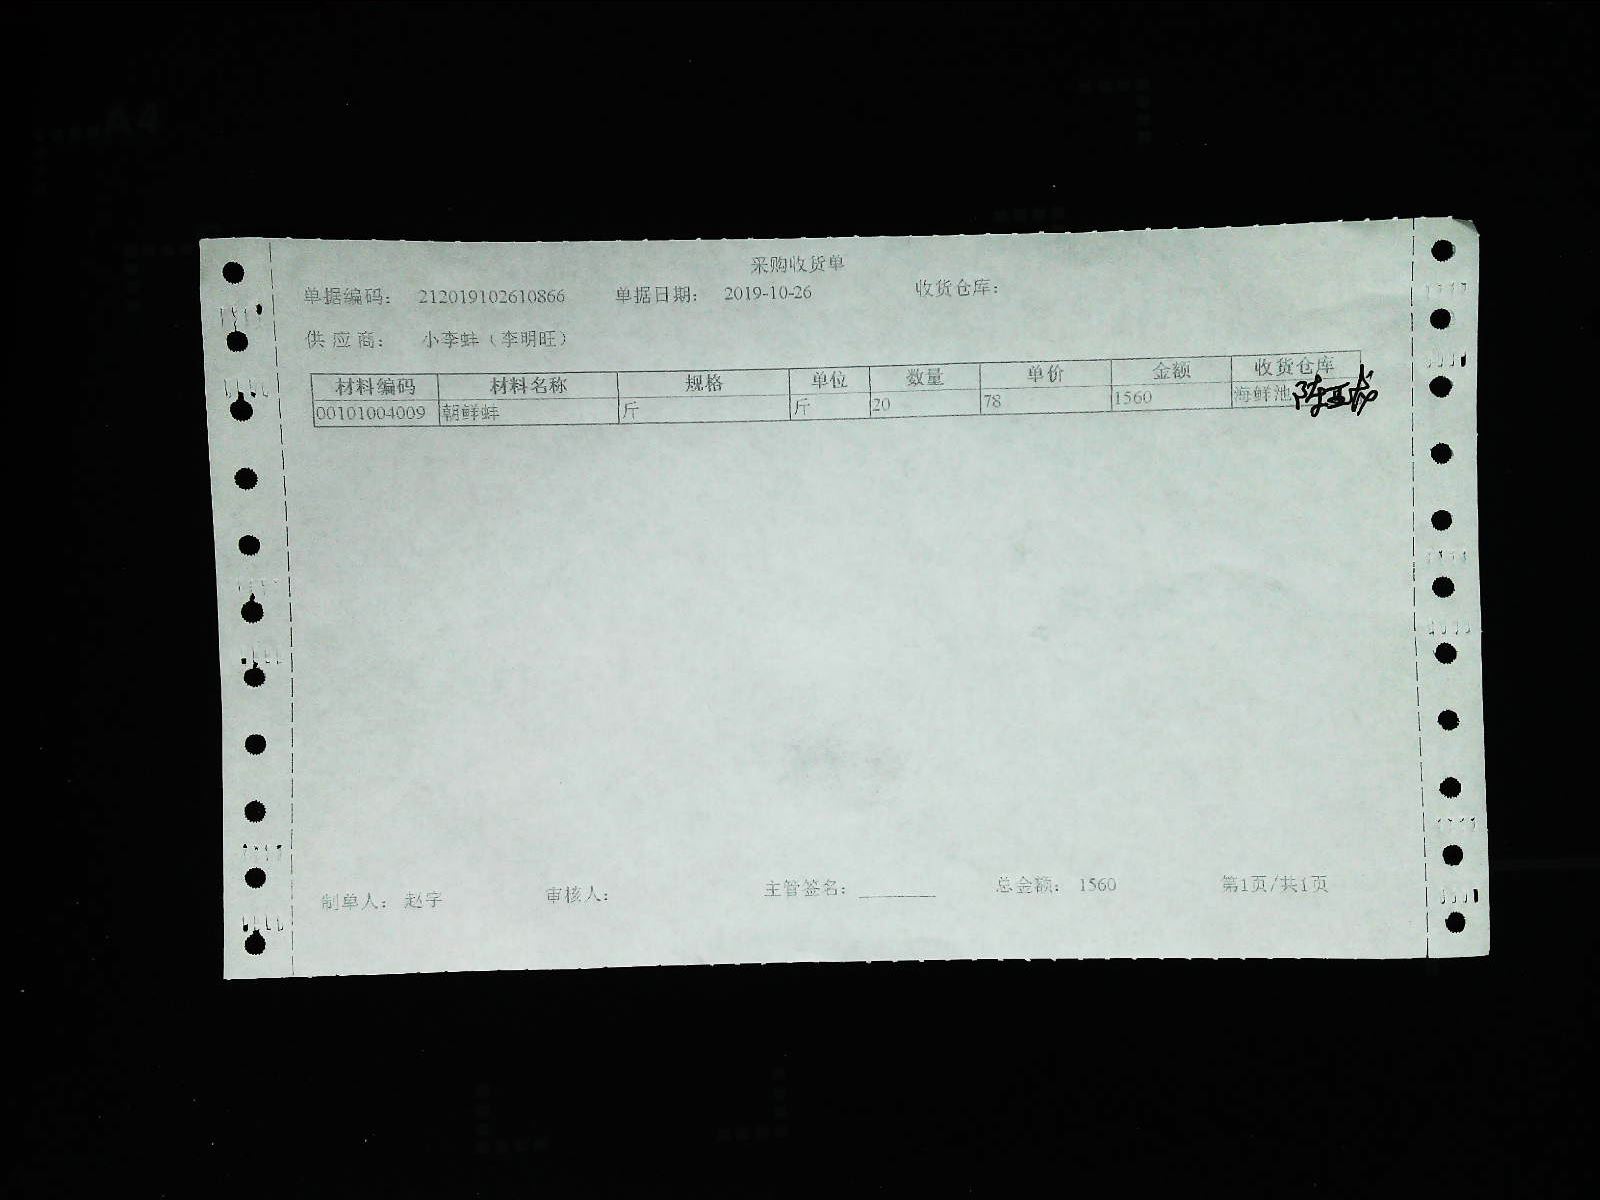 采购收货单
单据编码： 212019102610866 单据日期： 2019-10-26 收货仓库：
供 应 商： 小李蚌（李明旺）
材料编码 材料名称 规格 单位 数量 单价 金额 收货仓库
00101004009 朝鲜蚌 斤 斤 20 78 1560 海鲜池
制单人： 赵字 审核人： 主管签名： 总金额： 1560 第1页/共1页